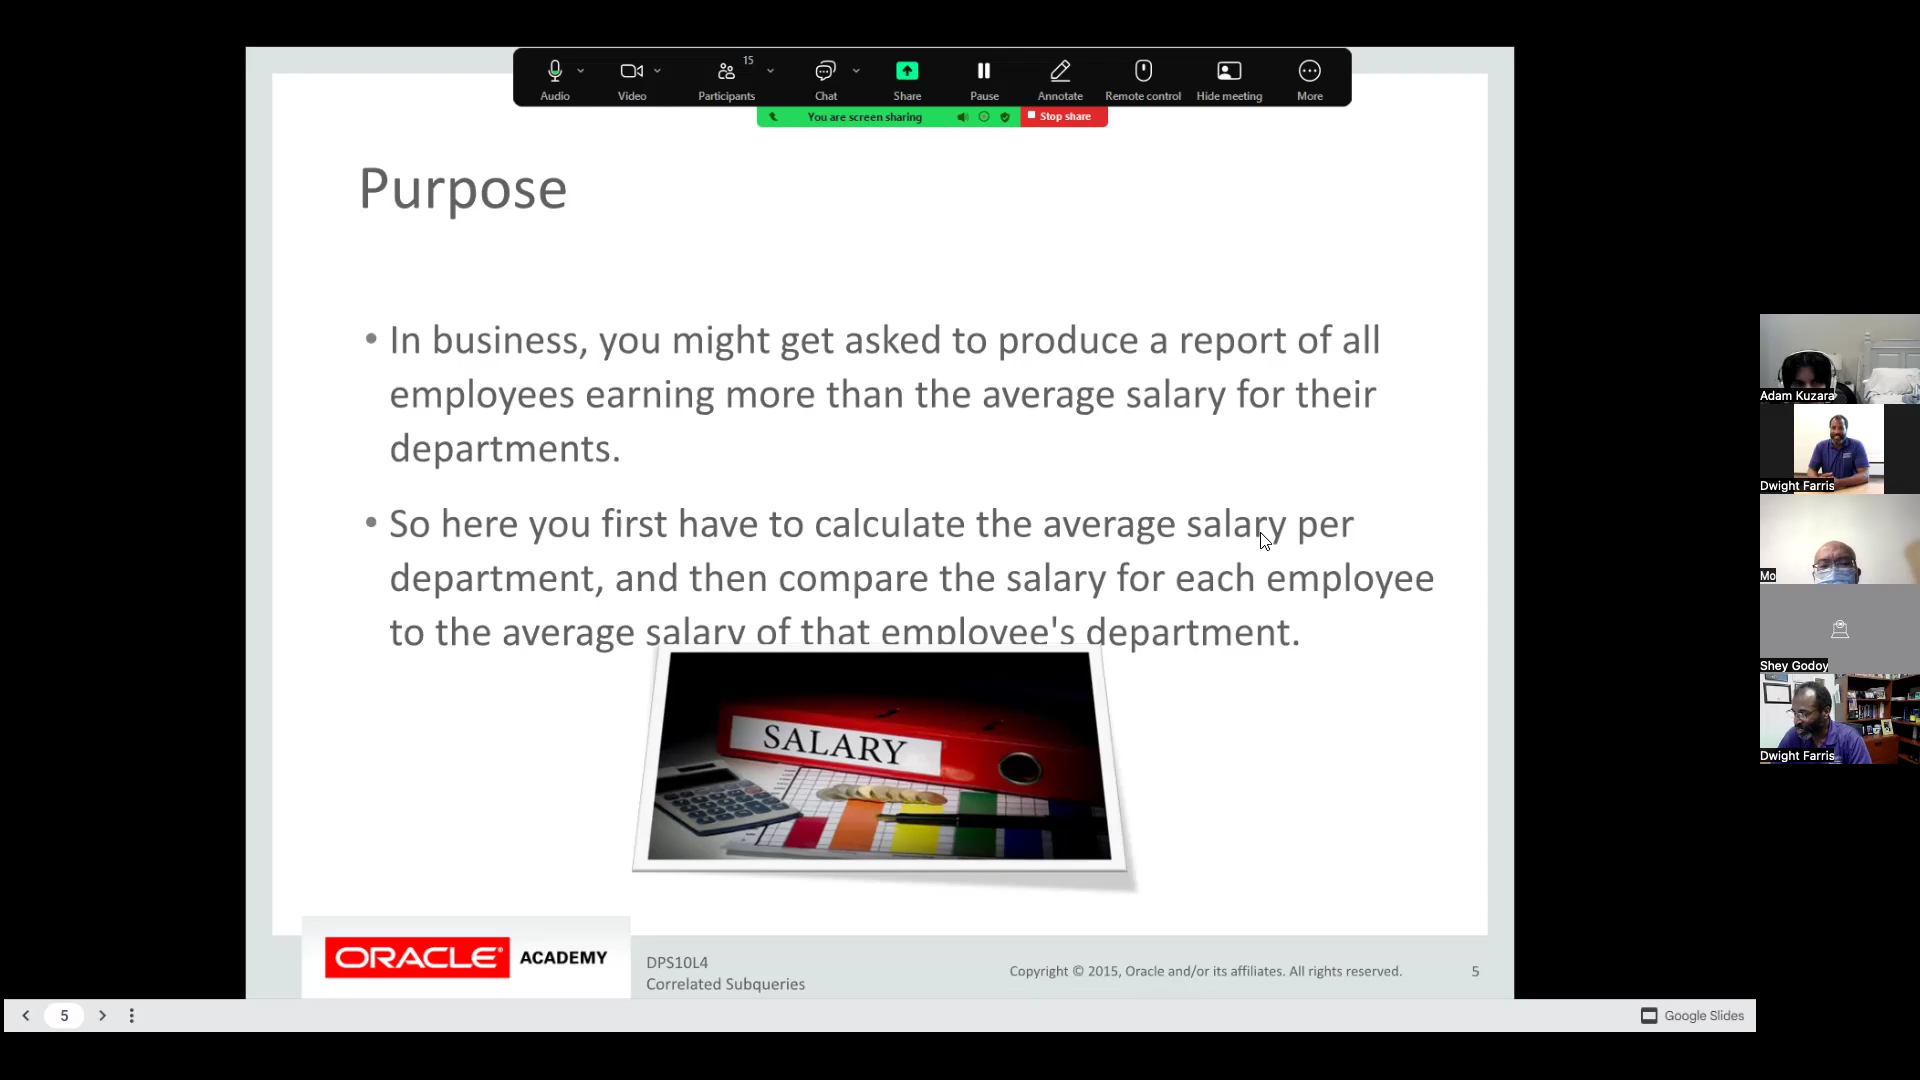 15
Audio
Video
Participants
Chat
Share
Pause
Annotate
Remote control
Hide meeting
More
You are screen sharing
Stop share
Purpose
• In business, you might get asked to produce a report of all
employees earning more than the average salary for their
departments.
• So here you first have to calculate the average salary per
department, and then compare the salary for each employee
to the average salary of that employee's department.
SALARY
ORACLE® ACADEMY
DPS10L4
Correlated Subqueries
Copyright © 2015, Oracle and/or its affiliates. All rights reserved.
5
5
Google Slides
Adam Kuzara
Dwight Farris
Mo
Shey Godoy
Dwight Farris